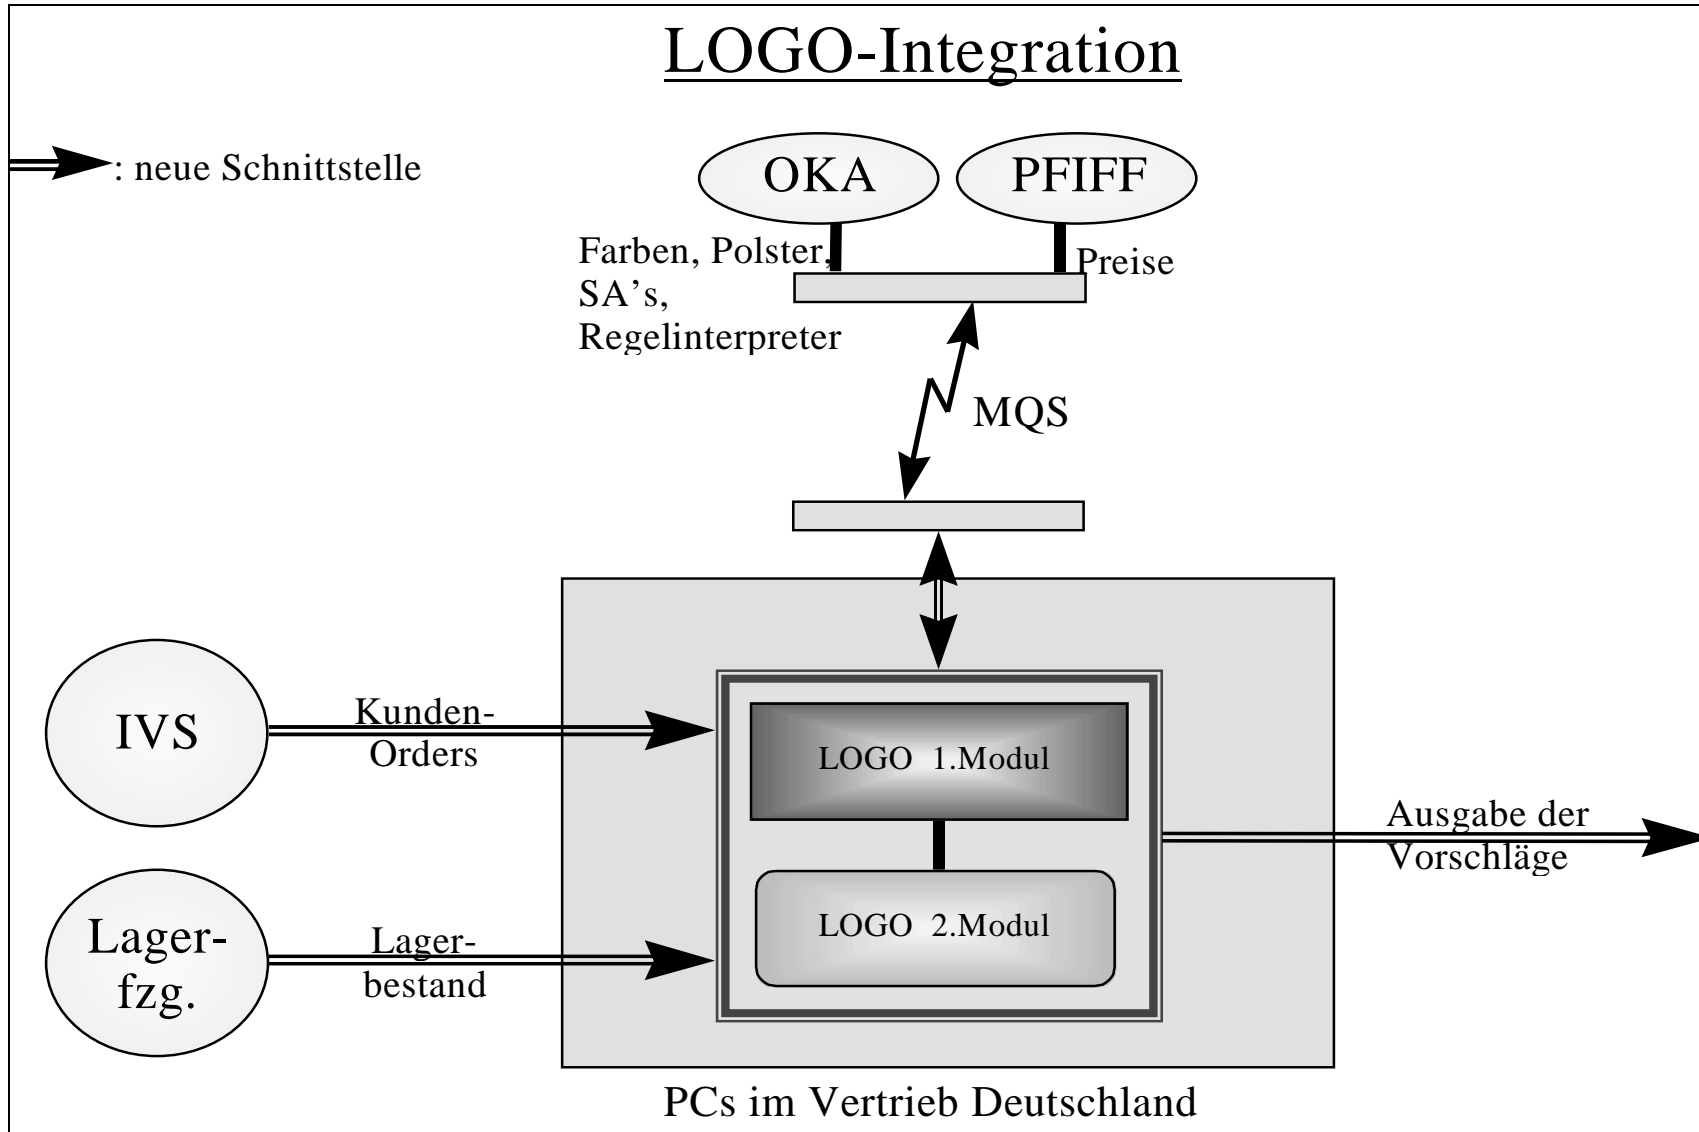 LOGO-Integration
: neue Schnittstelle
OKA
PFIFF
Farben, Polster,
SA’s,
Regelinterpreter
Preise
MQS
IVS
Kunden-
Orders
LOGO 1.Modul
Ausgabe der
Vorschläge
LOGO 2.Modul
Lager-
fzg.
Lager-
bestand
PCs im Vertrieb Deutschland